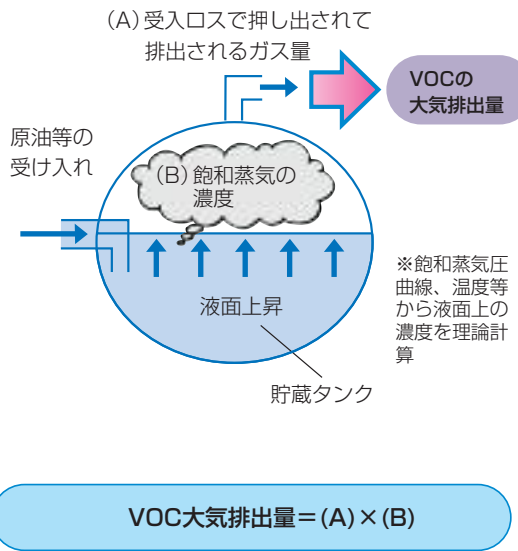 (A)受入ロスで押し出されて
排出されるガス量
VOCの
大気排出量
原油等の
受け入れ
(B)飽和蒸気の
濃度
液面上昇
※飽和蒸気圧
曲線、温度等
から液面上の
濃度を理論計
算
貯蔵タンク
VOC大気排出量=(A)×(B)